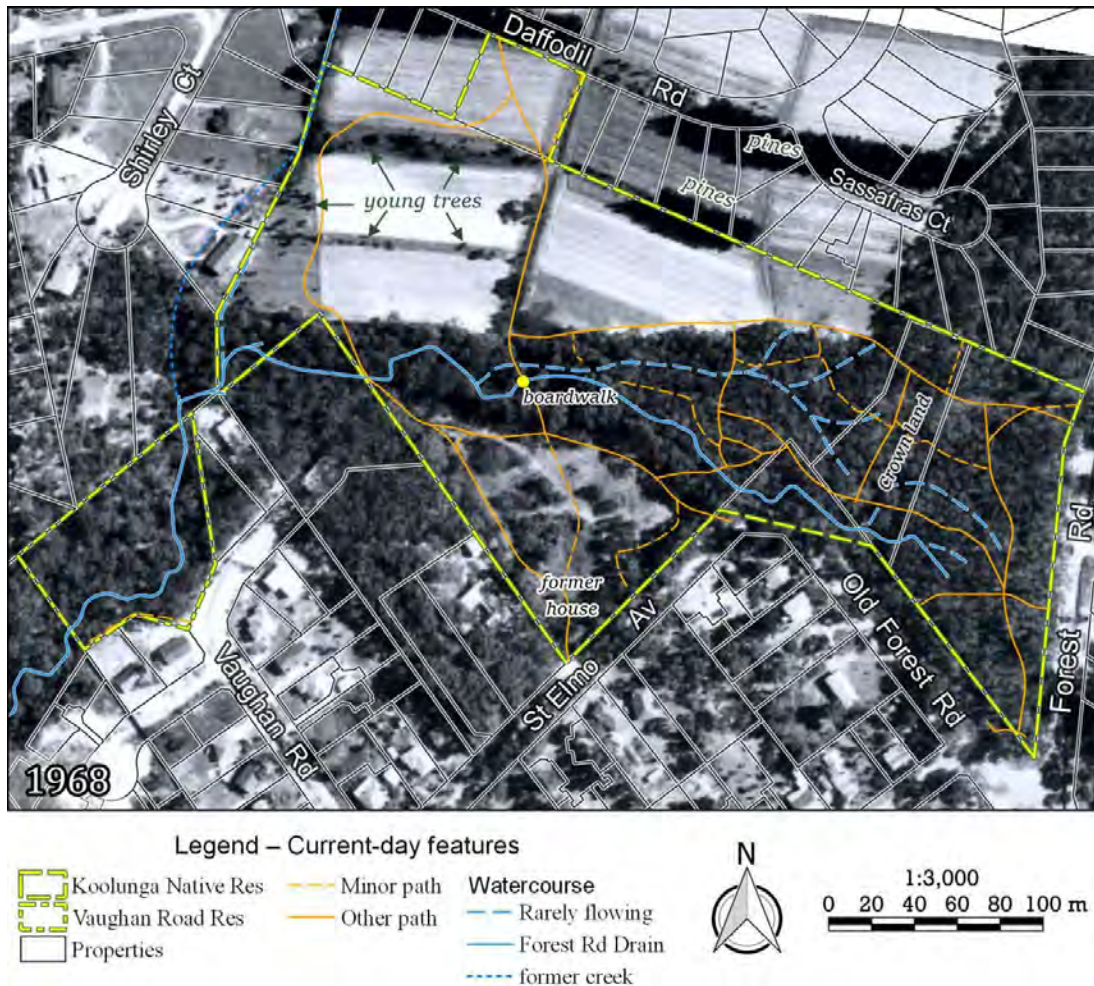 Daffodil
Rd
Shirley Ct
pines
pines
Sassafras Ct
young trees
boardwalk
crown land
former
house
Old Forest Rd
St Elmo Av
Forest Rd
Vaughan Rd
1968
Legend – Current-day features
Koolunga Native Res
Vaughan Road Res
Properties
Minor path
Other path
Watercourse
Rarely flowing
Forest Rd Drain
former creek
N
1:3,000
0 20 40 60 80 100 m